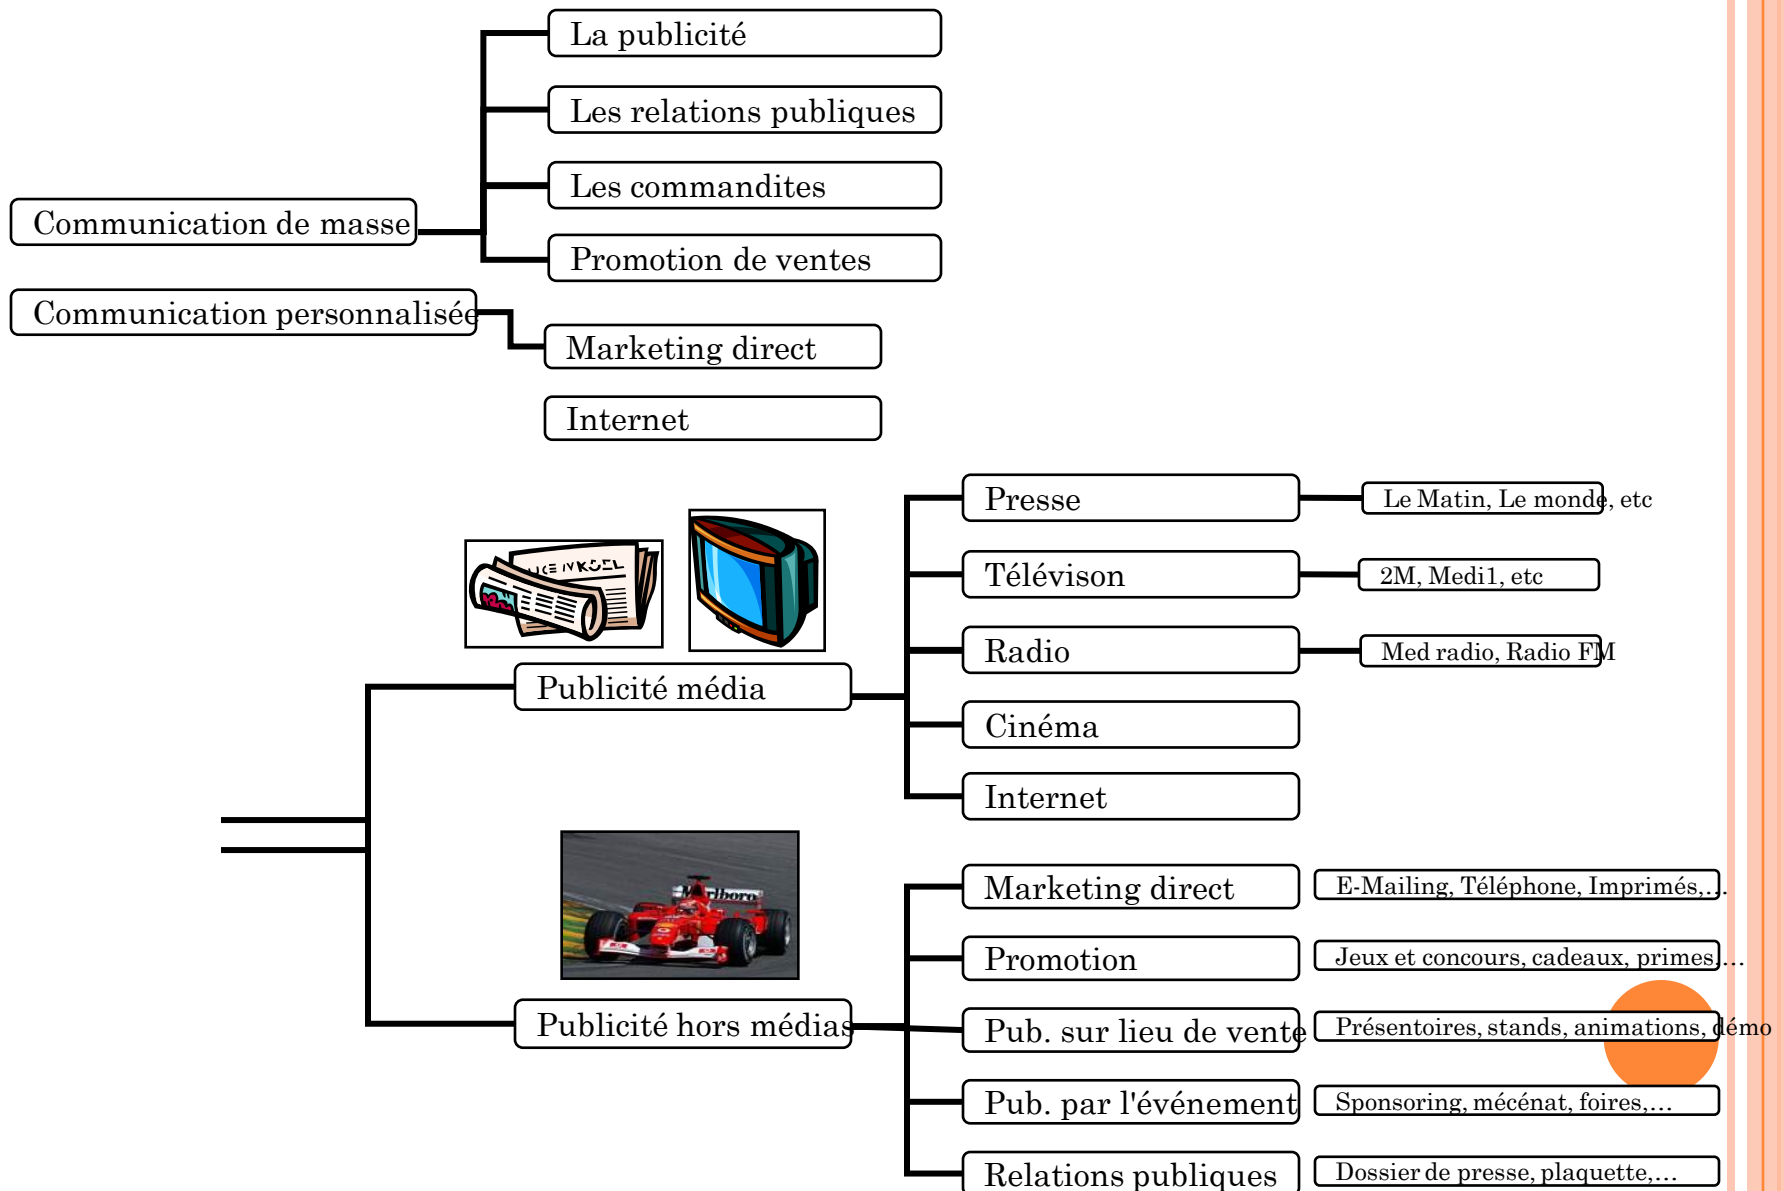 La publicité
Les relations publiques
Les commandites
Communication de masse
Promotion de ventes
Communication personnalisée
Marketing direct
Internet
Presse
Le Matin, Le monde, etc
Télévison
2M, Medi1, etc
Radio
Med radio, Radio FM
Publicité média
Cinéma
Internet
Marlboro
Marketing direct
E-Mailing, Téléphone, Imprimés,...
Promotion
Jeux et concours, cadeaux, primes,...
Publicité hors médias
Pub. sur lieu de vente
Présentoires, stands, animations, démo
Pub. par l'événement
Sponsoring, mécénat, foires,...
Relations publiques
Dossier de presse, plaquette,...